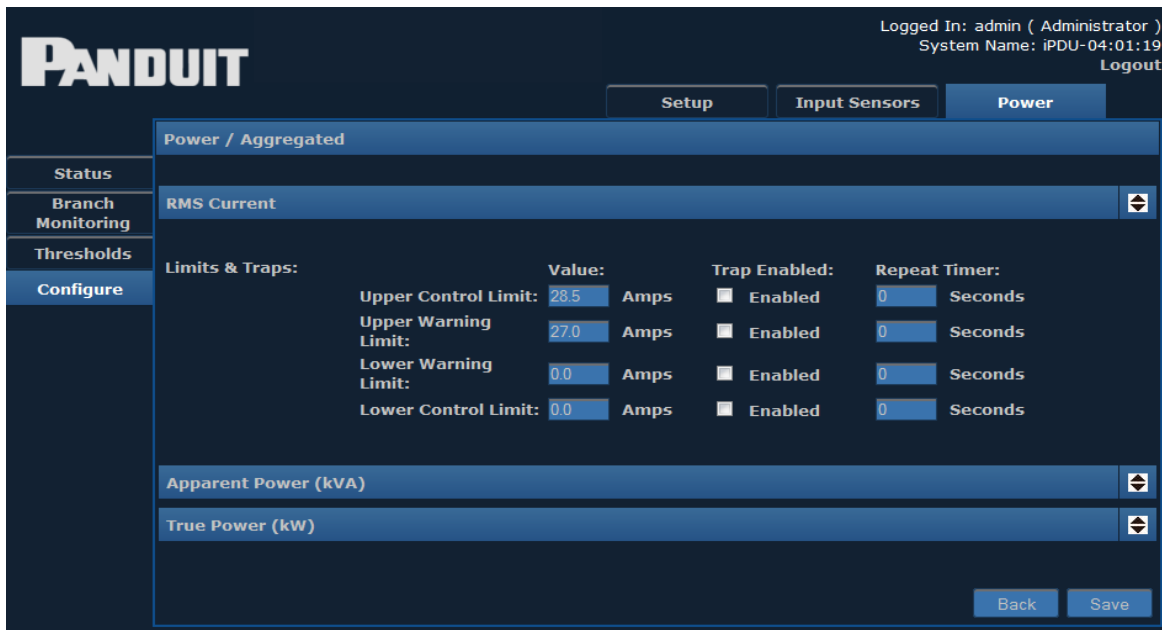 Logged In: admin ( Administrator )
System Name: iPDU-04:01:19
Logout
PANDUIT
Setup
Input Sensors
Power
Power / Aggregated
Status
Branch
Monitoring
Thresholds
Configure
RMS Current
Limits & Traps:
Value:
Trap Enabled:
Repeat Timer:
Upper Control Limit: 28.5 Amps Enabled 0 Seconds
Upper Warning
Limit: 27.0 Amps Enabled 0 Seconds
Lower Warning
Limit: 0.0 Amps Enabled 0 Seconds
Lower Control Limit: 0.0 Amps Enabled 0 Seconds
Apparent Power (kVA)
True Power (kW)
Back
Save